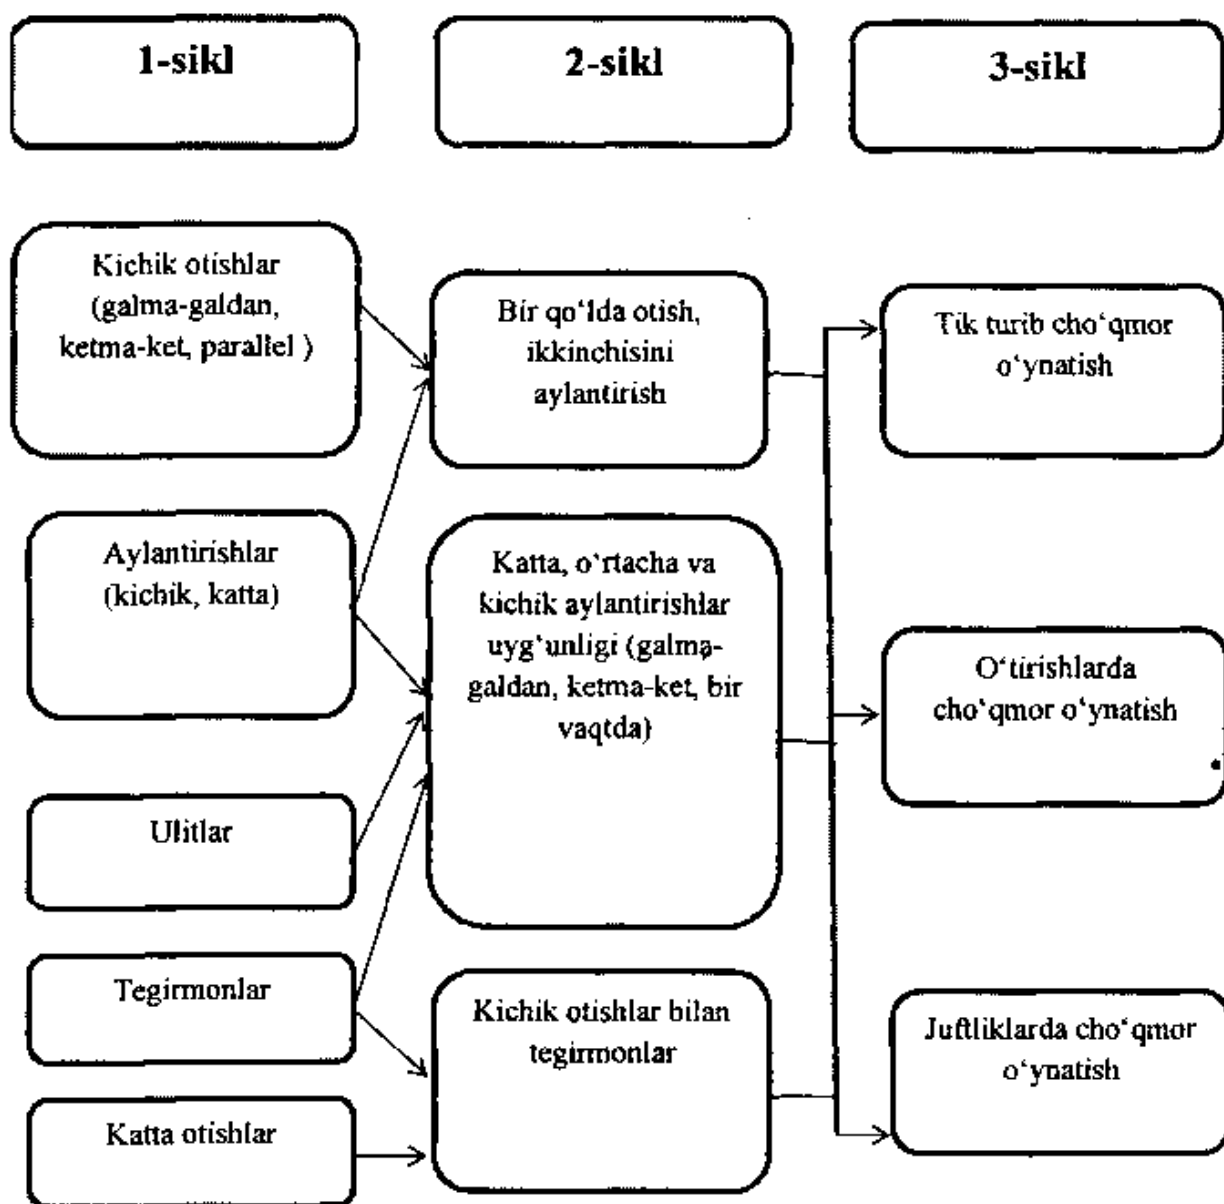 1-sikl
2-sikl
3-sikl
Kichik otishlar
(galma-galdan,
ketma-ket, parallel )
Aylantirishlar
(kichik, katta)
Ulitlar
Tegirmonlar
Katta otishlar
Bir qo‘lda otish,
ikkinchisini
aylantirish
Katta, o‘rtacha va
kichik aylantirishlar
uyg‘unligi (galma-
galdan, ketma-ket, bir
vaqtda)
Kichik otishlar bilan
tegirmonlar
Tik turib cho‘qmor
o‘ynatish
O‘tirishlarda
cho‘qmor o‘ynatish
Juftliklarda cho‘qmor
o‘ynatish